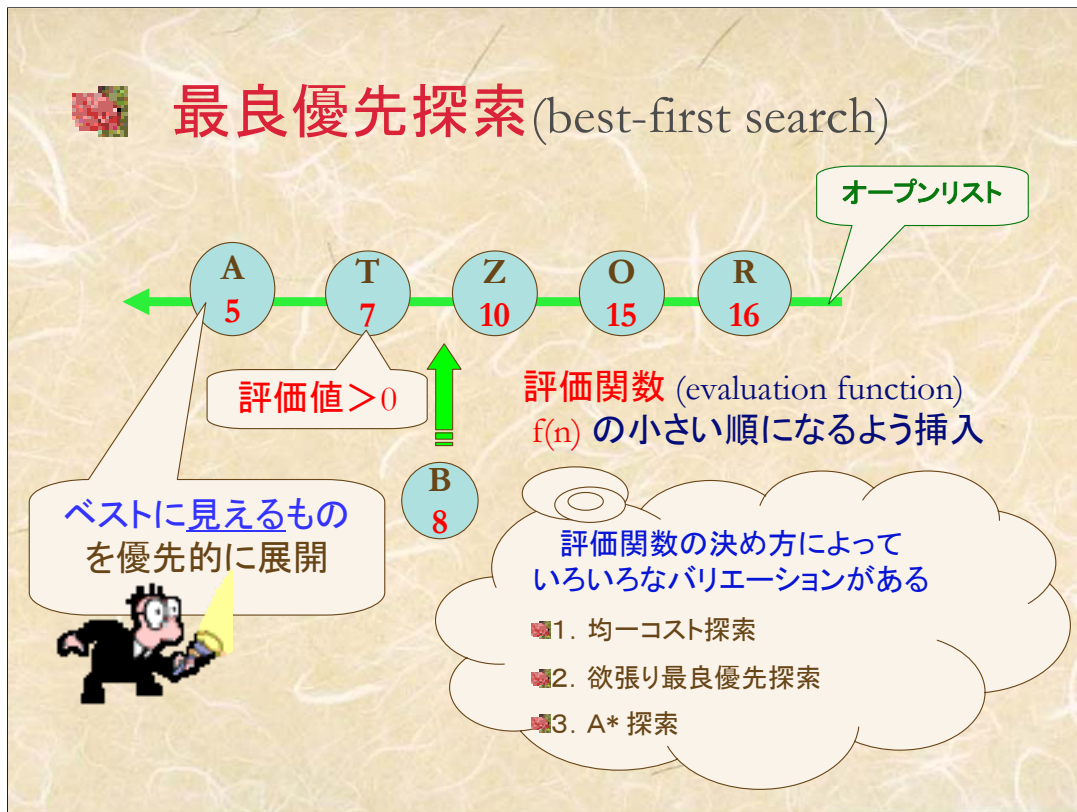 最良優先探索(best-first search)
オープンリスト
A
5
T
7
Z
10
O
15
R
16
評価値＞0
B
8
評価関数 (evaluation function)
f(n) の小さい順になるよう挿入
ベストに見えるもの
を優先的に展開
評価関数の決め方によって
いろいろなバリエーションがある
1．均一コスト探索
2．欲張り最良優先探索
3．A* 探索